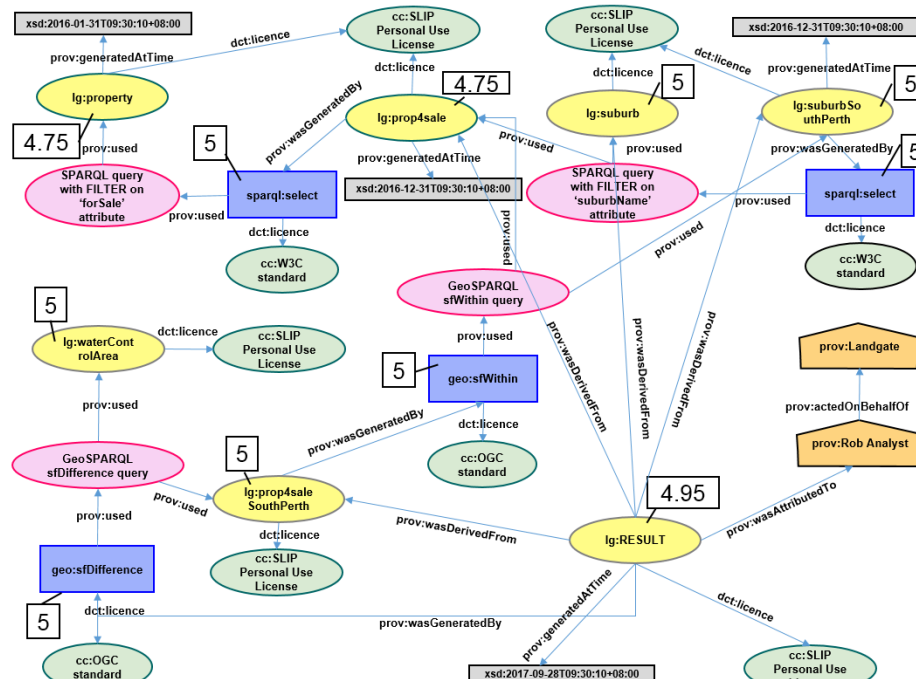 xsd:2016-01-31T09:30:10+08:00
cc:SLIP
Personal Use
License
cc:SLIP
Personal Use
License
xsd:2016-12-31T09:30:10+08:00
dct:licence
prov:generatedAtTime
dct:licence
dct:licence
dct:licence
prov:generatedAtTime
lg:property
4.75
lg:prop4sale
4.75
lg:suburb
5
lg:suburbSo
uthPerth
5
prov:used
prov:wasGeneratedBy
prov:generatedAtTime
prov:used
prov:used
prov:wasGeneratedBy
5
5
SPARQL query
with FILTER on
'forSale'
attribute
prov:used
sparql:select
xsd:2016-12-31T09:30:10+08:00
SPARQL query
with FILTER on
'suburbName'
attribute
prov:used
sparql:select
dct:licence
cc:W3C
standard
prov:used
prov:used
dct:licence
cc:W3C
standard
GeoSPARQL
sfWithin query
5
lg:waterCont
rolArea
dct:licence
cc:SLIP
Personal Use
License
prov:used
5
geo:sfWithin
prov:wasDerivedFrom
prov:wasDerivedFrom
prov:wasDerivedFrom
prov:Landgate
prov:actedOnBehalfOf
prov:Rob Analyst
prov:used
prov:wasGeneratedBy
dct:licence
cc:OGC
standard
GeoSPARQL
sfDifference query
prov:used
5
lg:prop4sale
SouthPerth
prov:wasDerivedFrom
4.95
lg:RESULT
prov:wasAttributedTo
prov:used
dct:licence
cc:SLIP
Personal Use
License
geo:sfDifference
5
dct:licence
prov:wasGeneratedBy
prov:generatedAtTime
dct:licence
cc:OGC
standard
xsd:2017-09-28T09:30:10+08:00
cc:SLIP
Personal Use